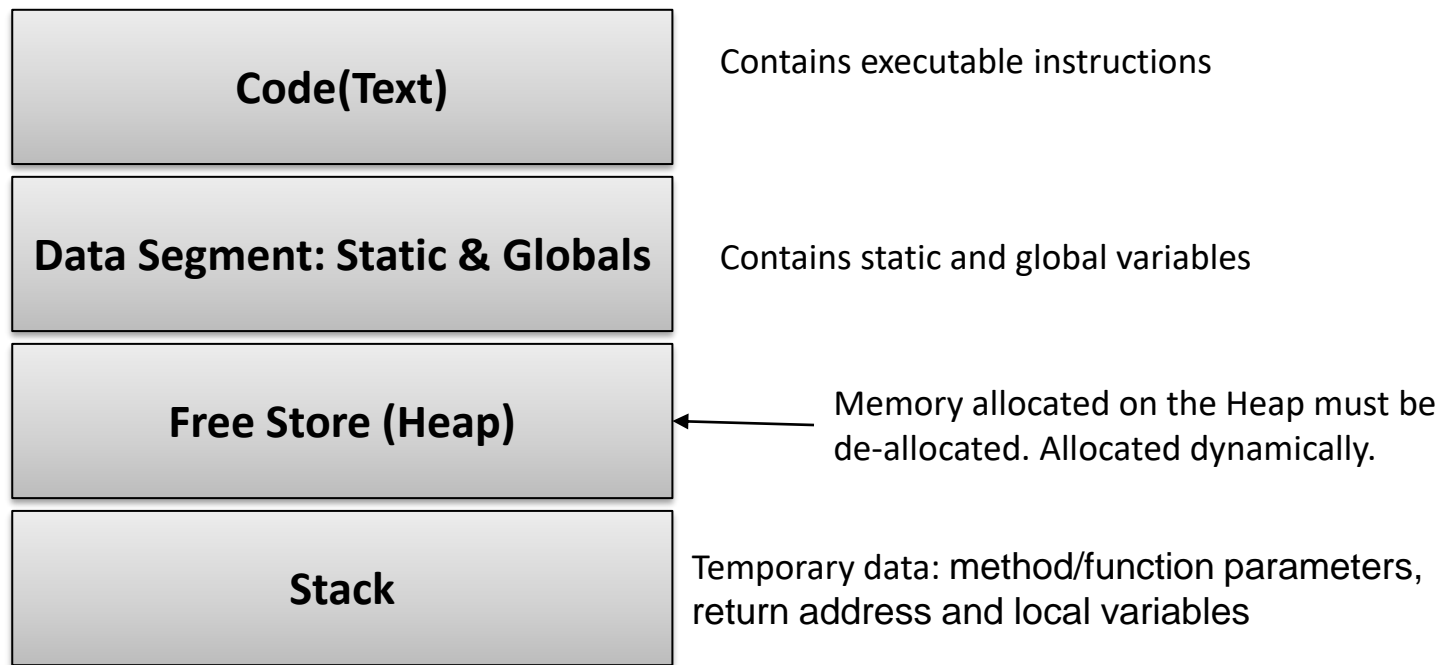 Code(Text)
Contains executable instructions
Data Segment: Static & Globals
Contains static and global variables
Free Store (Heap)
Memory allocated on the Heap must be
de-allocated. Allocated dynamically.
Stack
Temporary data: method/function parameters,
return address and local variables